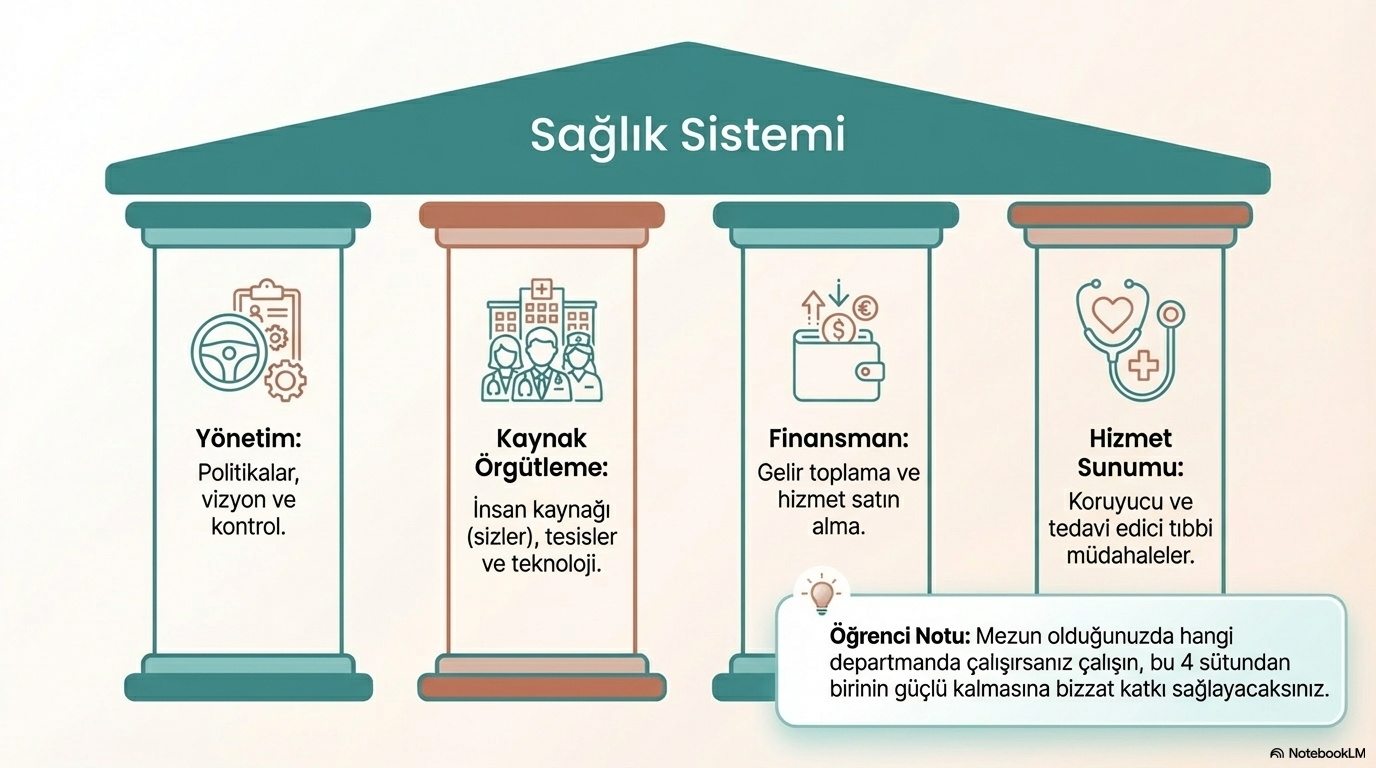 Sağlık Sistemi
Yönetim:
Politikalar,
vizyon ve
kontrol.
Kaynak
Örgütleme:
İnsan kaynağı
(sizler), tesisler
ve teknoloji.
Finansman:
Gelir toplama ve
hizmet satın
alma.
Hizmet
Sunumu:
Koruyucu ve
tedavi edici tıbbi
müdahaleler.
Öğrenci Notu: Mezun olduğunuzda hangi
departmanda çalışırsanız çalışın, bu 4 sütundan
birinin güçlü kalmasına bizzat katkı sağlayacaksınız.
NotebookLM